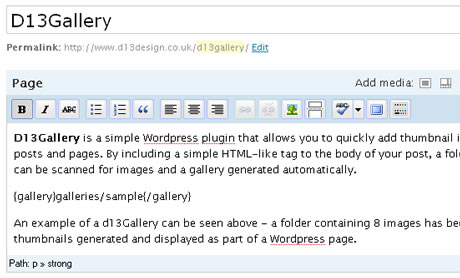 D13Gallery
Permalink: http://www.d13design.co.uk/d13gallery/ Edit
Page Add media:
B I ABC ABC
D13Gallery is a simple Wordpress plugin that allows you to quickly add thumbnail i
posts and pages. By including a simple HTML-like tag to the body of your post, a fol
can be scanned for images and a gallery generated automatically.
{gallery}galleries/sample{/gallery}
An example of a d13Gallery can be seen above - a folder containing 8 images has bee
thumbnails generated and displayed as part of a Wordpress page.
Path: p » strong